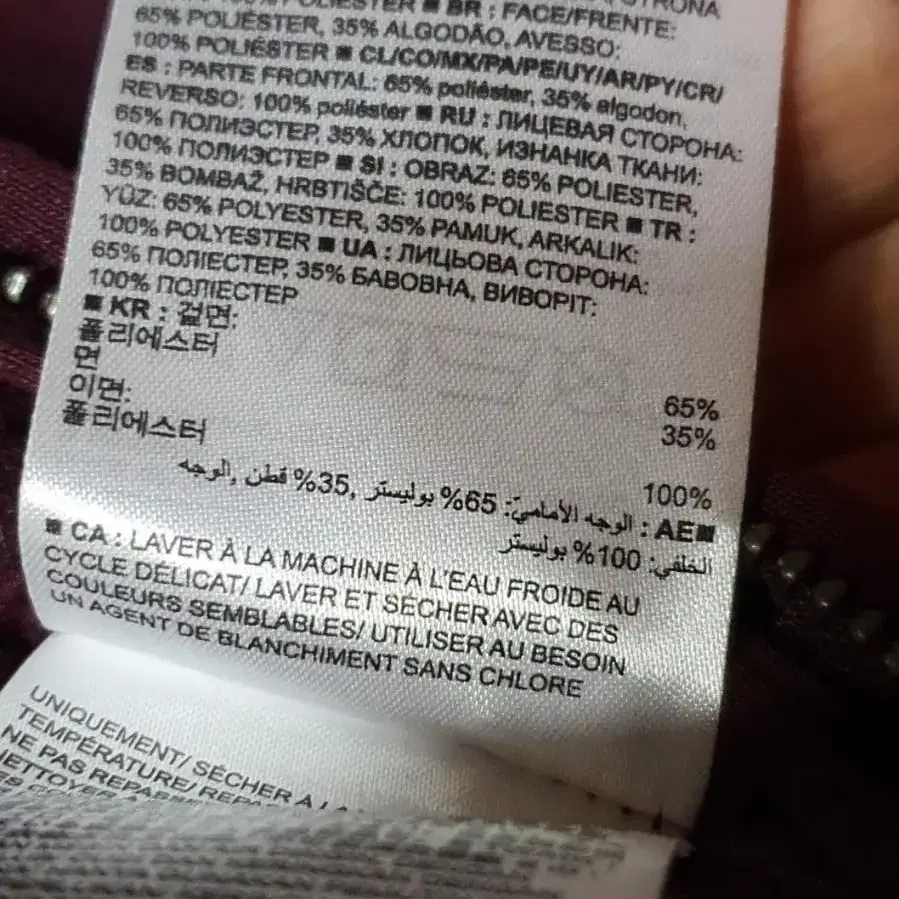 ■ BR : FACE/FRENTE:
65% POLIÉSTER, 35% ALGODÃO, AVESSO:
100% POLIÉSTER ■ CL/CO/MX/PA/PE/UY/AR/PY/CR/
ES : PARTE FRONTAL: 65% poliéster, 35% algodon,
REVERSO: 100% poliéster ■ RU : ЛИЦЕВАЯ СТОРОНА:
65% ПОЛИЭСТЕР, 35% ХЛОПОК, ИЗНАНКА ТКАНИ:
100% ПОЛИЭСТЕР ■ SI : OBRAZ: 65% POLIESTER,
35% BOMBAŽ, HRBTIŠČE: 100% POLIESTER ■ TR :
YÜZ: 65% POLYESTER, 35% PAMUK, ARKALIK:
100% POLYESTER ■ UA : ЛИЦЬОВА СТОРОНА:
65% ПОЛІЕСТЕР, 35% БАВОВНА, ВИВОРІТ:
100% ПОЛІЕСТЕР
■ KR : 겉면:
폴리에스터 65%
면 35%
이면:
폴리에스터 100%
■AE : الوجه الأمامي: 65% بوليستر ,35% قطن ,الوجه
الخلفي: 100% بوليستر
■ CA : LAVER À LA MACHINE À L'EAU FROIDE AU
CYCLE DÉLICAT/ LAVER ET SÉCHER AVEC DES
COULEURS SEMBLABLES/ UTILISER AU BESOIN
UN AGENT DE BLANCHIMENT SANS CHLORE
UNIQUEMENT/ SÉCHER À
TEMPÉRATURE/
NE PAS